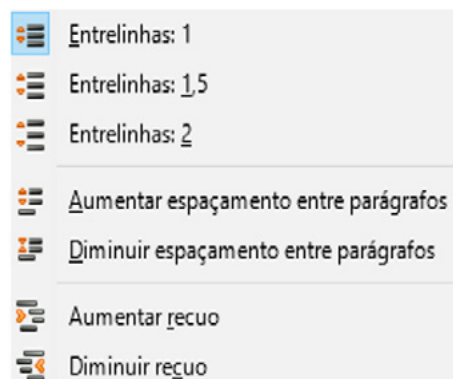 Entrelinhas: 1
Entrelinhas: 1,5
Entrelinhas: 2
Aumentar espaçamento entre parágrafos
Diminuir espaçamento entre parágrafos
Aumentar recuo
Diminuir recuo